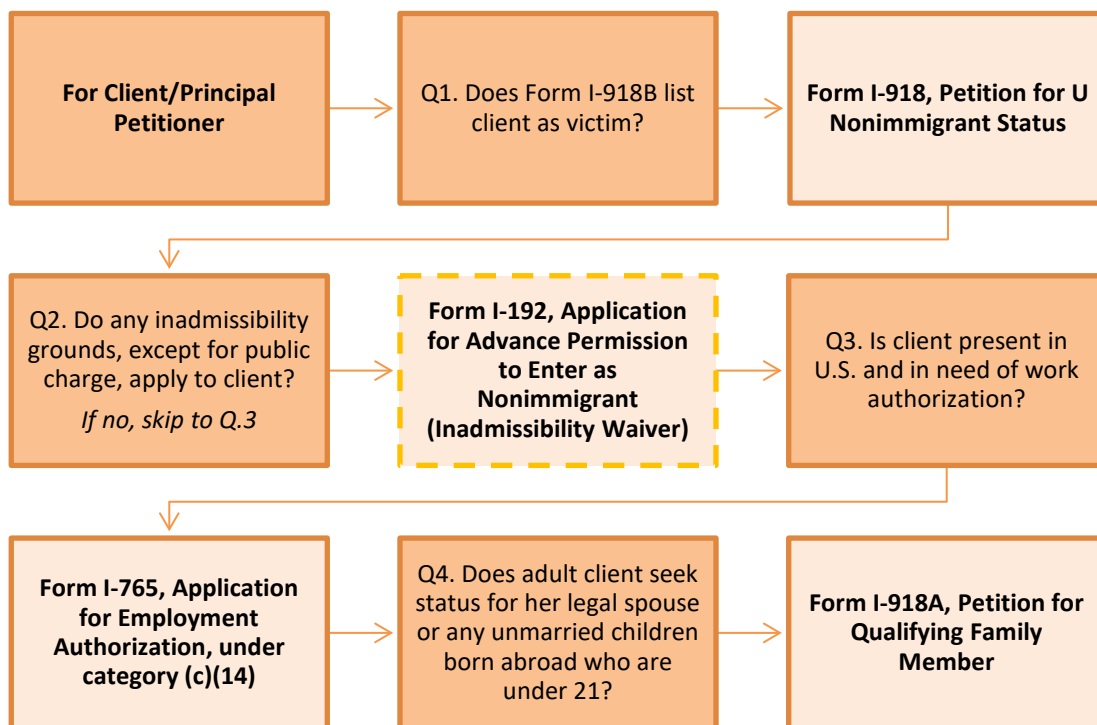 For Client/Principal
Petitioner
Q1. Does Form I-918B list
client as victim?
Form I-918, Petition for U
Nonimmigrant Status
Q2. Do any inadmissibility
grounds, except for public
charge, apply to client?
If no, skip to Q.3
Form I-192, Application
for Advance Permission
to Enter as
Nonimmigrant
(Inadmissibility Waiver)
Q3. Is client present in
U.S. and in need of work
authorization?
Form I-765, Application
for Employment
Authorization, under
category (c)(14)
Q4. Does adult client seek
status for her legal spouse
or any unmarried children
born abroad who are
under 21?
Form I-918A, Petition for
Qualifying Family
Member